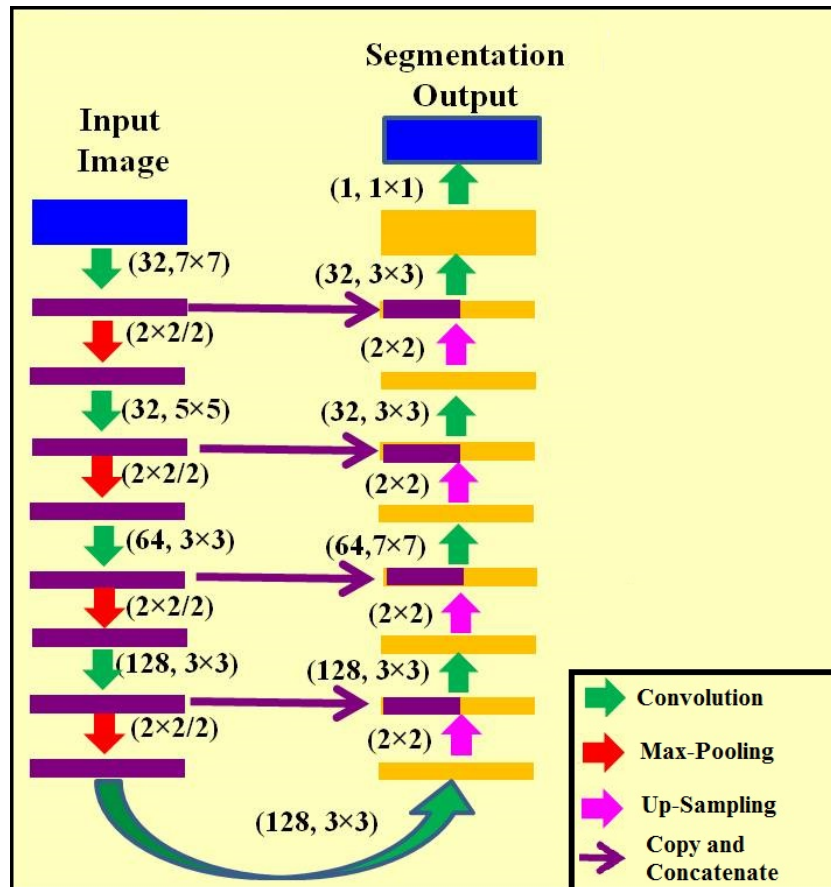 Input
Image
(32,7×7)
(2×2/2)
(32, 5×5)
(2×2/2)
(64, 3×3)
(2×2/2)
(128, 3×3)
(2×2/2)
(128, 3×3)
Segmentation
Output
(1, 1×1)
(32, 3×3)
(2×2)
(32, 3×3)
(2×2)
(64,7×7)
(2×2)
(128, 3×3)
(2×2)
Convolution
Max-Pooling
Up-Sampling
Copy and
Concatenate